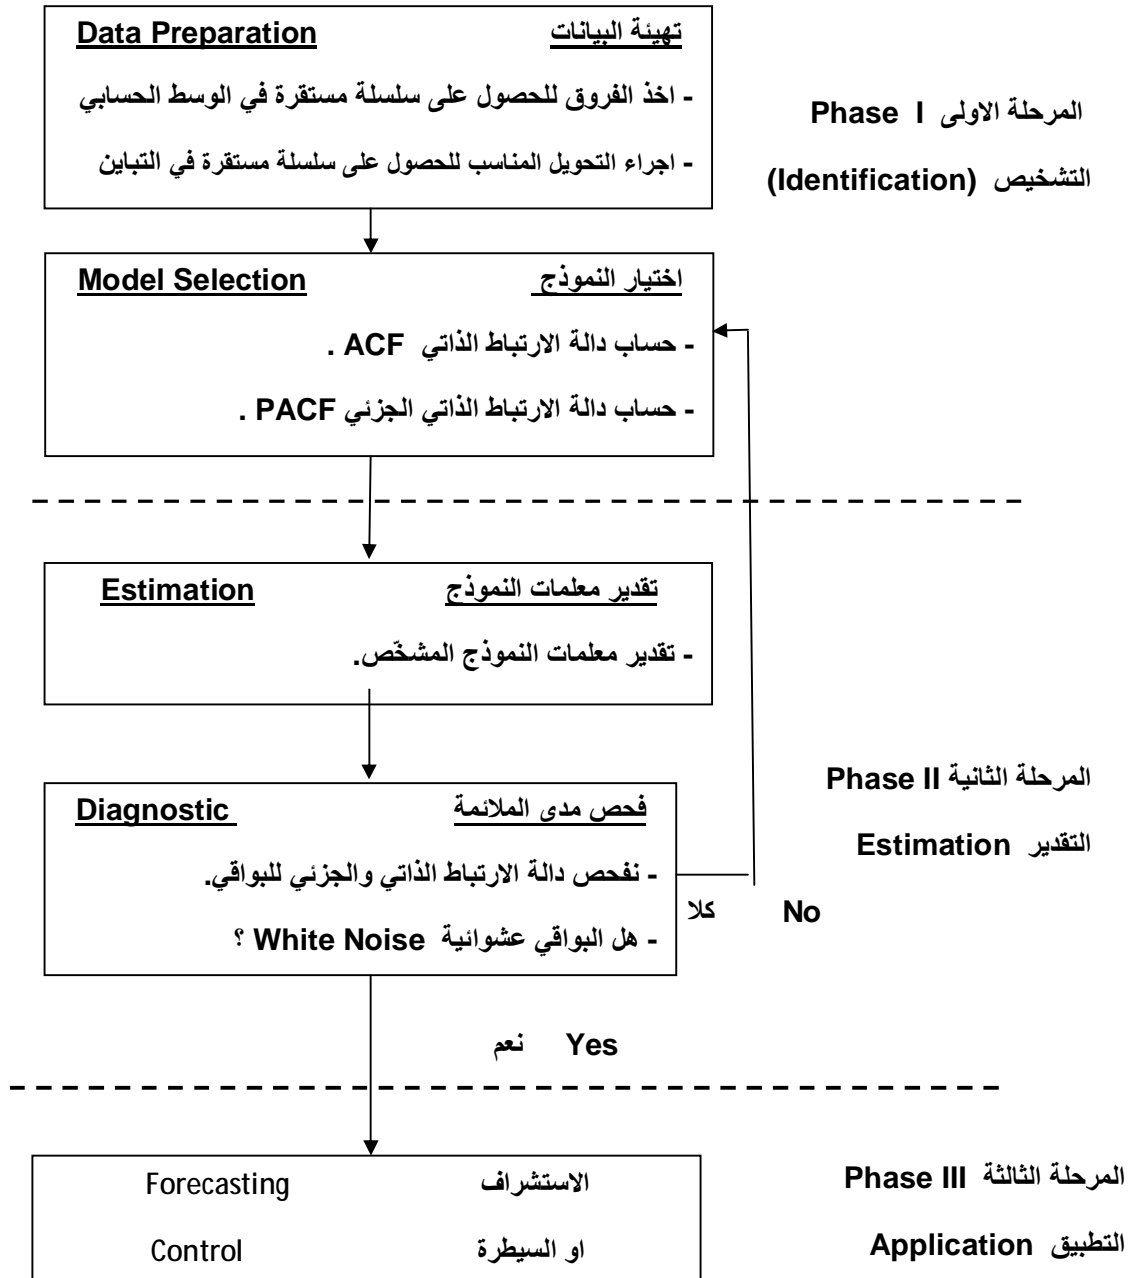 تهيئة البيانات Data Preparation
- اخذ الفروق للحصول على سلسلة مستقرة في الوسط الحسابي
- اجراء التحويل المناسب للحصول على سلسلة مستقرة في التباين
المرحلة الاولى Phase I
التشخيص (Identification)
اختيار النموذج Model Selection
- حساب دالة الارتباط الذاتي ACF .
- حساب دالة الارتباط الذاتي الجزئي PACF .
تقدير معلمات النموذج Estimation
- تقدير معلمات النموذج المشخّص.
المرحلة الثانية Phase II
التقدير Estimation
فحص مدى الملائمة Diagnostic
- نفحص دالة الارتباط الذاتي والجزئي للبواقي.
- هل البواقي عشوائية White Noise ؟
كلا No
نعم Yes
المرحلة الثالثة Phase III
التطبيق Application
الاستشراف Forecasting
او السيطرة Control